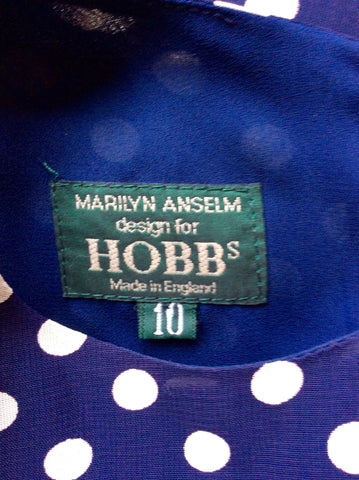 MARILYN ANSELM
design for
HOBBS
Made in England
10